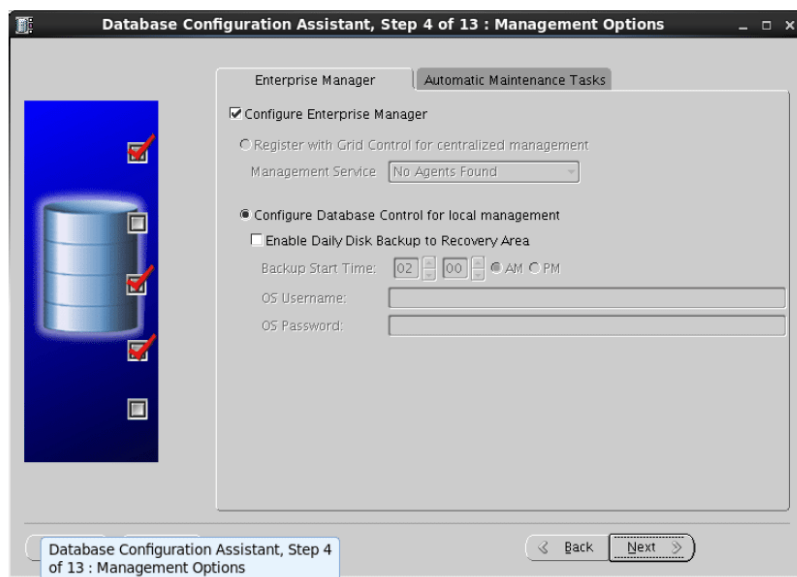 Database Configuration Assistant, Step 4 of 13 : Management Options
Enterprise Manager
Automatic Maintenance Tasks
Configure Enterprise Manager
Register with Grid Control for centralized management
Management Service No Agents Found
Configure Database Control for local management
Enable Daily Disk Backup to Recovery Area
Backup Start Time: 02 00 AM PM
OS Username:
OS Password:
Back Next
Database Configuration Assistant, Step 4
of 13 : Management Options